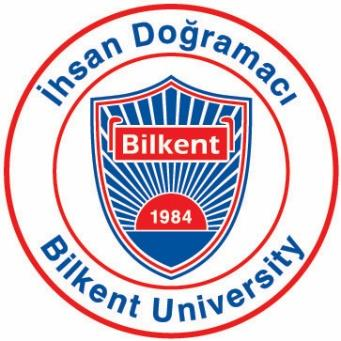 İhsan Doğramacı
Bilkent
1984
Bilkent University